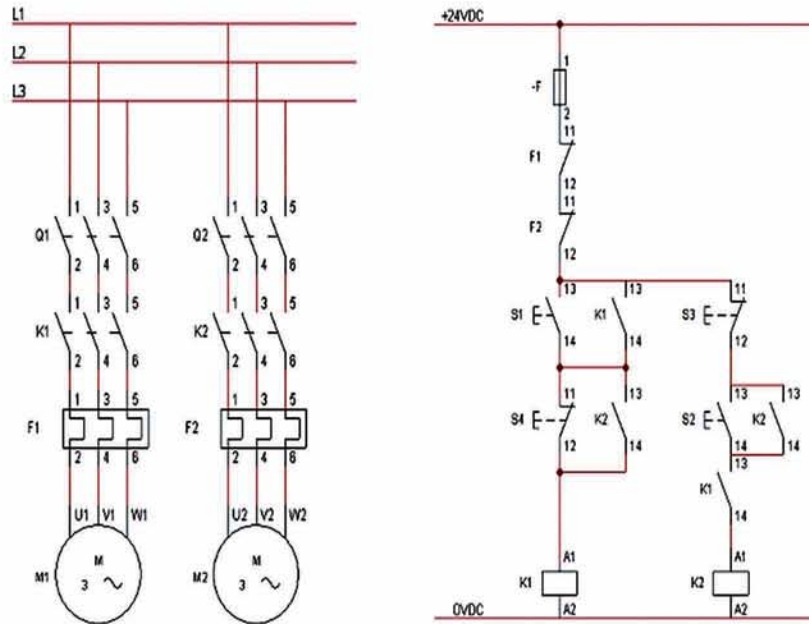 L1
L2
L3
1 3 5
Q1
2 4 6
1 3 5
K1
2 4 6
1 3 5
F1
2 4 6
U1 V1 W1
M1
M
3
1 3 5
Q2
2 4 6
1 3 5
K2
2 4 6
1 3 5
F2
2 4 6
U2 V2 W2
M2
M
3
+24VDC
1
-F
2
11
F1
12
11
F2
12
13 13 11
S1 K1 S3
14 14 12
11 13 13 13
S4 K2 S2 K2
12 14 14 14
13
K1
14
A1 A1
K1 K2
A2 A2
0VDC